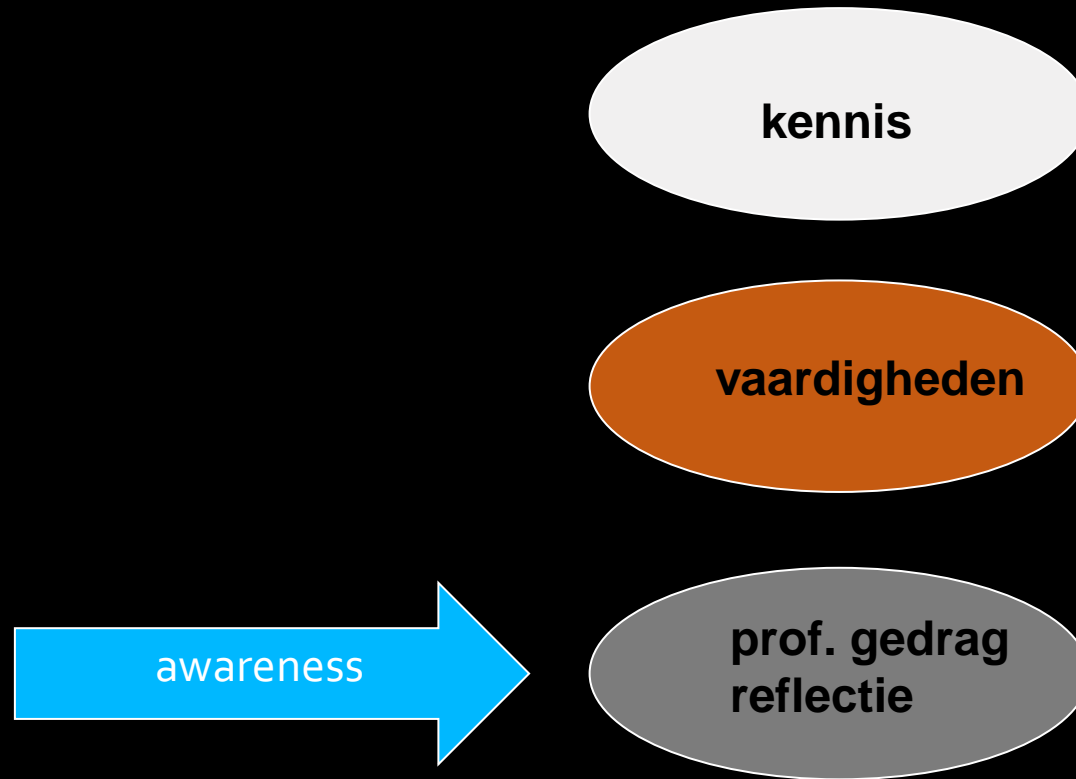 kennis
vaardigheden
awareness
prof. gedrag
reflectie